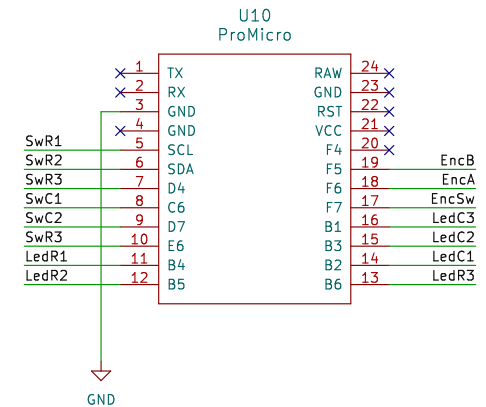 U10
ProMicro
1 TX RAW 24
2 RX GND 23
3 GND RST 22
4 GND VCC 21
SwR1 5 SCL F4 20
SwR2 6 SDA F5 19 EncB
SwR3 7 D4 F6 18 EncA
SwC1 8 C6 F7 17 EncSw
SwC2 9 D7 B1 16 LedC3
SwR3 10 E6 B3 15 LedC2
LedR1 11 B4 B2 14 LedC1
LedR2 12 B5 B6 13 LedR3
GND